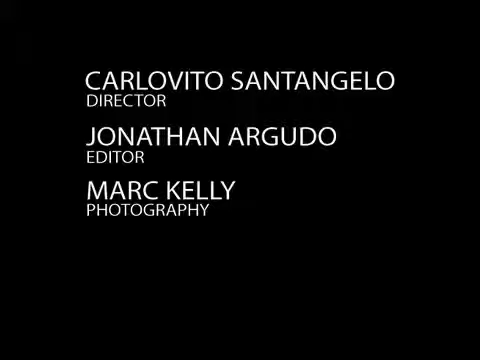 CARLOVITO SANTANGELO
DIRECTOR
JONATHAN ARGUDO
EDITOR
MARC KELLY
PHOTOGRAPHY